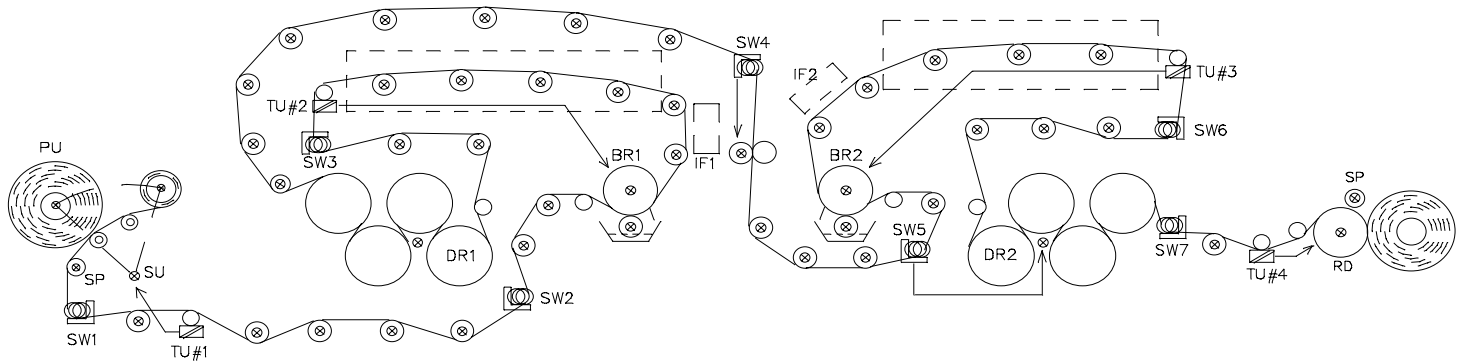 SW4
IF2
TU#3
TU#2
SW3
IF1
SW6
PU
BR1
BR2
SP
SW5
SW7
DR1
DR2
SP
SU
TU#4
RD
SW2
SW1
TU#1